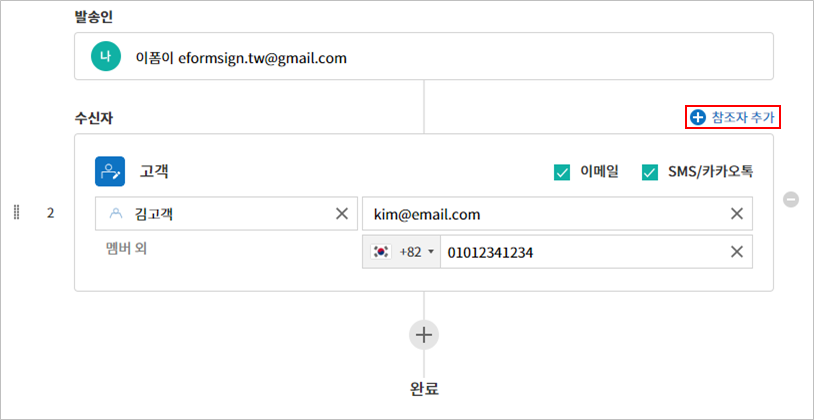 발송인
나 이폼이 eformsign.tw@gmail.com
수신자 참조자 추가
고객 이메일 SMS/카카오톡
2 김고객 kim@email.com
멤버 외 +82 01012341234
완료